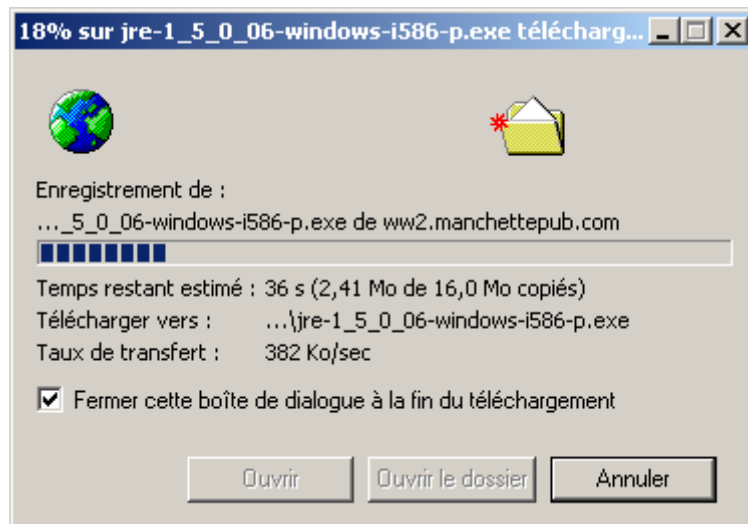 18% sur jre-1_5_0_06-windows-i586-p.exe télécharg...
Enregistrement de :
..._5_0_06-windows-i586-p.exe de ww2.manchettepub.com
Temps restant estimé : 36 s (2,41 Mo de 16,0 Mo copiés)
Télécharger vers : ...\jre-1_5_0_06-windows-i586-p.exe
Taux de transfert : 382 Ko/sec
Fermer cette boîte de dialogue à la fin du téléchargement
Ouvrir Ouvrir le dossier Annuler